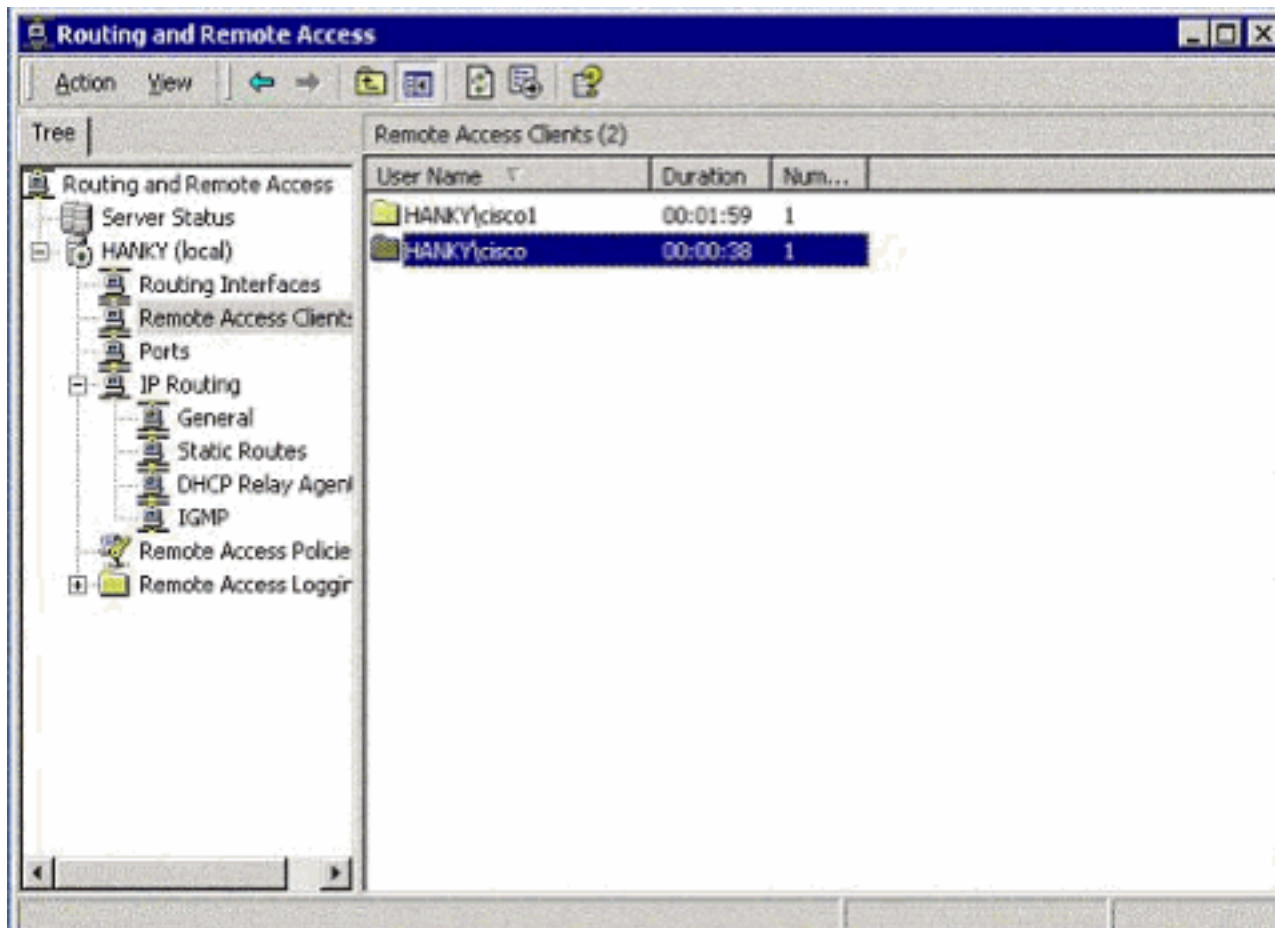 Routing and Remote Access
Action View
Tree
Remote Access Clients (2)
Routing and Remote Access
Server Status
HANKY (local)
Routing Interfaces
Remote Access Clients
Ports
IP Routing
General
Static Routes
DHCP Relay Agent
IGMP
Remote Access Policie
Remote Access Loggin
User Name Duration Num...
HANKY\cisco1 00:01:59 1
HANKY\cisco 00:00:38 1